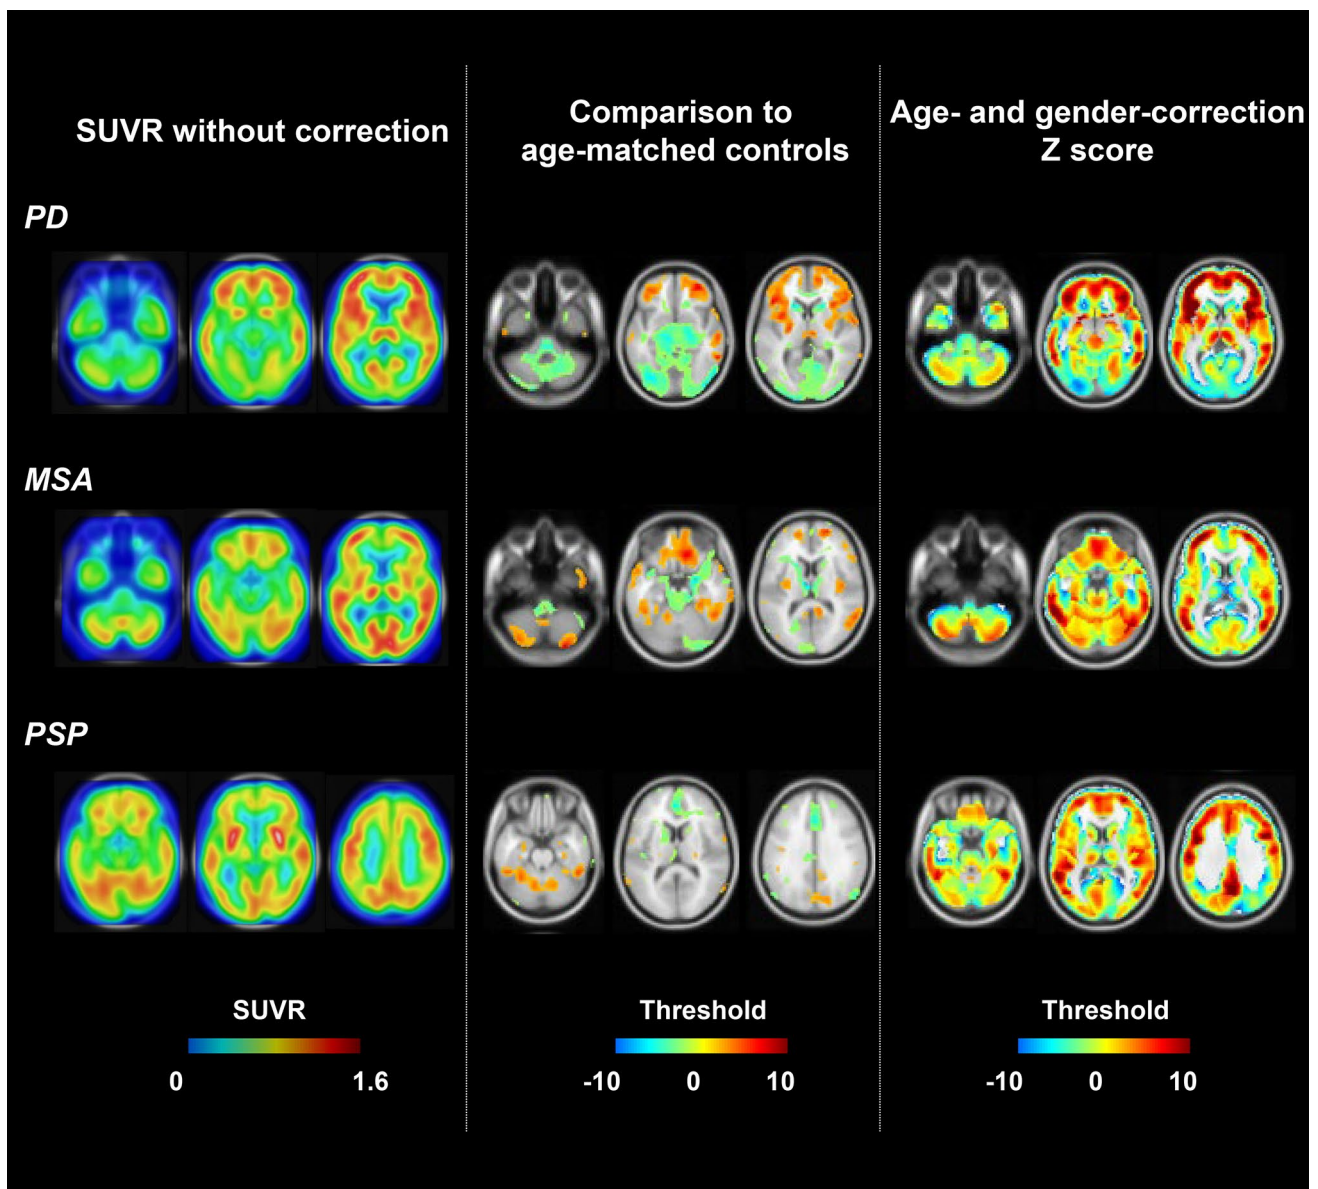 SUVR without correction
Comparison to
age-matched controls
Age- and gender-correction
Z score
PD
MSA
PSP
SUVR
0 1.6
Threshold
-10 0 10
Threshold
-10 0 10